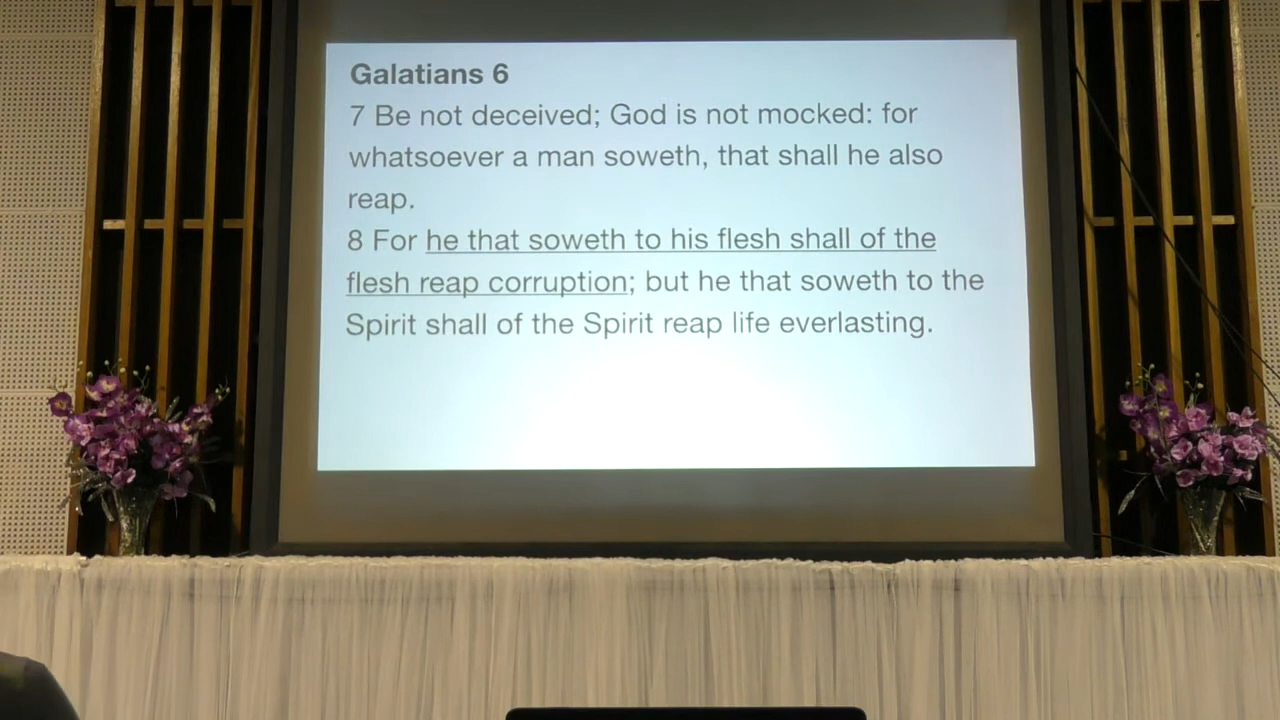 Galatians 6
7 Be not deceived; God is not mocked: for
whatsoever a man soweth, that shall he also
reap.
8 For he that soweth to his flesh shall of the
flesh reap corruption; but he that soweth to the
Spirit shall of the Spirit reap life everlasting.